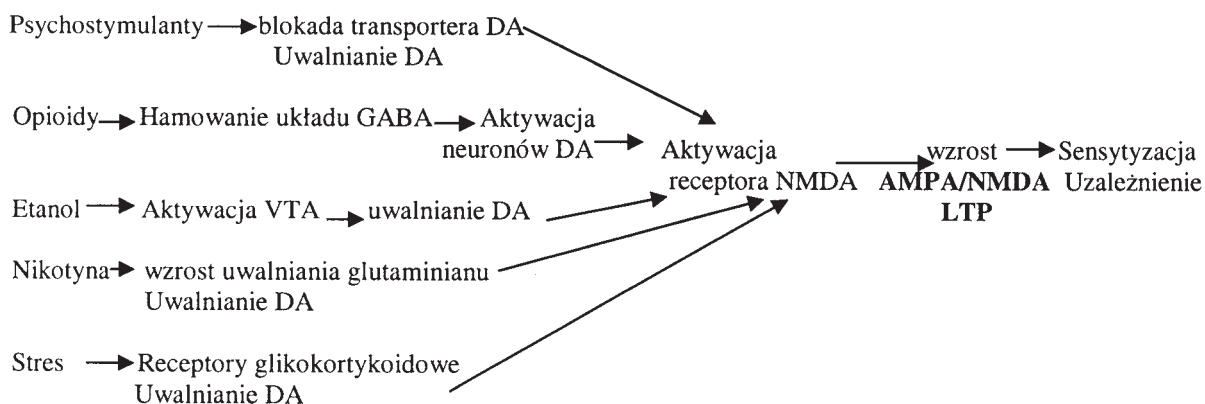 Psychostymulanty blokada transportera DA
Uwalnianie DA
Opioidy Hamowanie układu GABA Aktywacja
neuronów DA
Aktywacja
receptora NMDA
wzrost
AMPA/NMDA
LTP
Sensytyzacja
Uzależnienie
Etanol Aktywacja VTA uwalnianie DA
Nikotyna wzrost uwalniania glutaminianu
Uwalnianie DA
Stres Receptory glikokortykoidowe
Uwalnianie DA